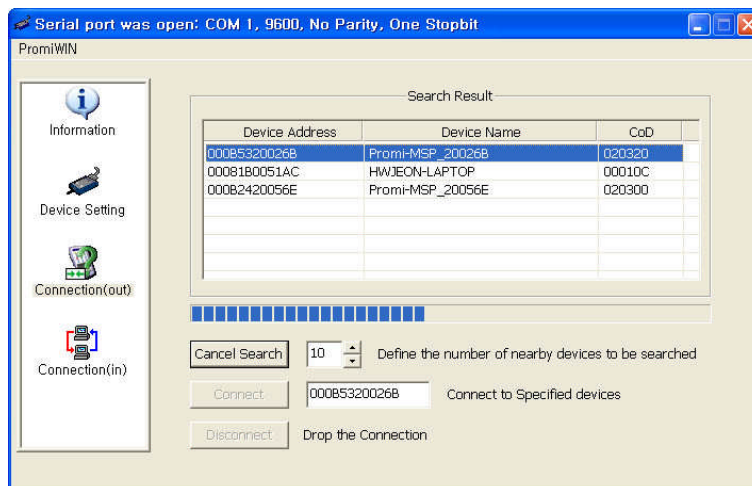 Serial port was open: COM 1, 9600, No Parity, One Stopbit
PromiWIN
Information
Device Setting
Connection(out)
Connection(in)
Search Result
Device Address Device Name CoD
000B5320026B Promi-MSP_20026B 020320
00081B0051AC HWJEON-LAPTOP 00010C
000B2420056E Promi-MSP_20056E 020300
Cancel Search 10 Define the number of nearby devices to be searched
Connect 000B5320026B Connect to Specified devices
Disconnect Drop the Connection